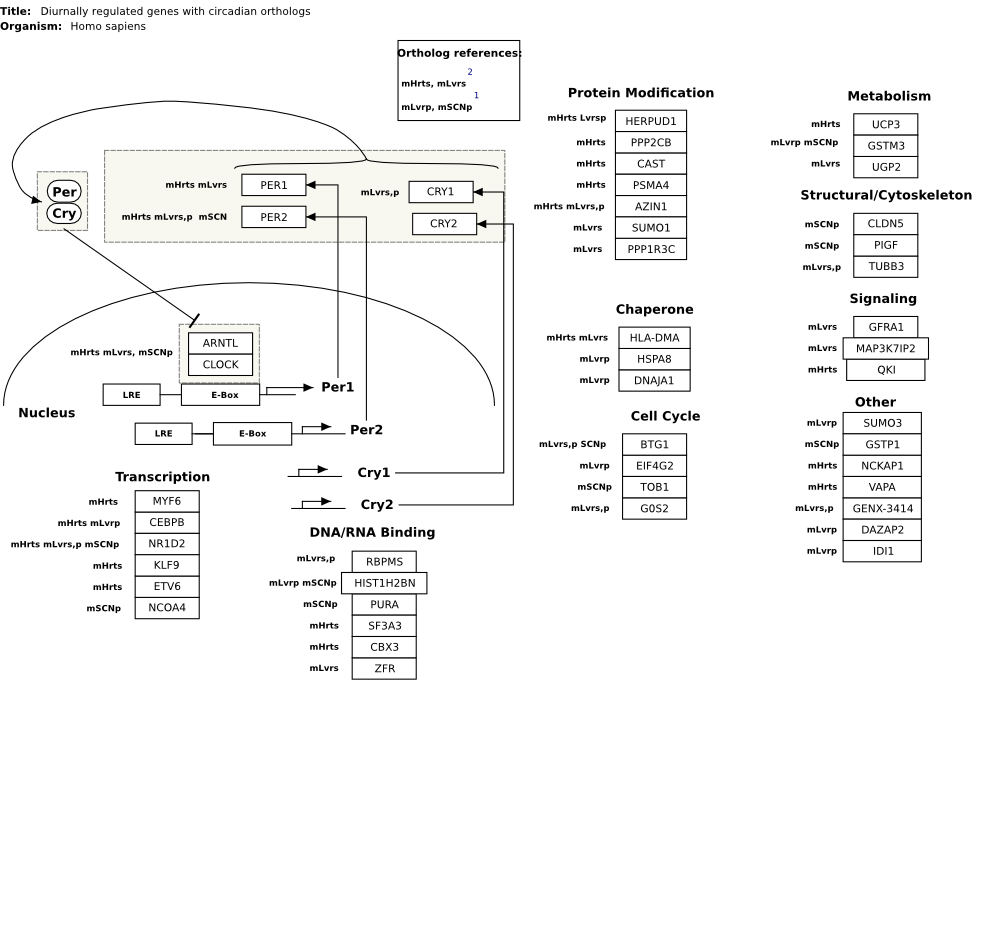 Title: Diurnally regulated genes with circadian orthologs
Organism: Homo sapiens
Ortholog references:
mHrts, mLvrs 2
mLvrp, mSCNp 1
Per
Cry
mHrts mLvrs PER1
mHrts mLvrs,p mSCN PER2
mLvrs,p CRY1
CRY2
mHrts mLvrs, mSCNp
ARNTL
CLOCK
LRE E-Box Per1
Nucleus
LRE E-Box Per2
Cry1
Cry2
Transcription
mHrts MYF6
mHrts mLvrp CEBPB
mHrts mLvrs,p mSCNp NR1D2
mHrts KLF9
mHrts ETV6
mSCNp NCOA4
DNA/RNA Binding
mLvrs,p RBPMS
mLvrp mSCNp HIST1H2BN
mSCNp PURA
mHrts SF3A3
mHrts CBX3
mLvrs ZFR
Protein Modification
mHrts Lvrsp HERPUD1
mHrts PPP2CB
mHrts CAST
mHrts PSMA4
mHrts mLvrs,p AZIN1
mLvrs SUMO1
mLvrs PPP1R3C
Chaperone
mHrts mLvrs HLA-DMA
mLvrp HSPA8
mLvrp DNAJA1
Cell Cycle
mLvrs,p SCNp BTG1
mLvrp EIF4G2
mSCNp TOB1
mLvrs,p G0S2
Metabolism
mHrts UCP3
mLvrp mSCNp GSTM3
mLvrs UGP2
Structural/Cytoskeleton
mSCNp CLDN5
mSCNp PIGF
mLvrs,p TUBB3
Signaling
mLvrs GFRA1
mLvrs MAP3K7IP2
mHrts QKI
Other
mLvrp SUMO3
mSCNp GSTP1
mHrts NCKAP1
mHrts VAPA
mLvrs,p GENX-3414
mLvrp DAZAP2
mLvrp IDI1